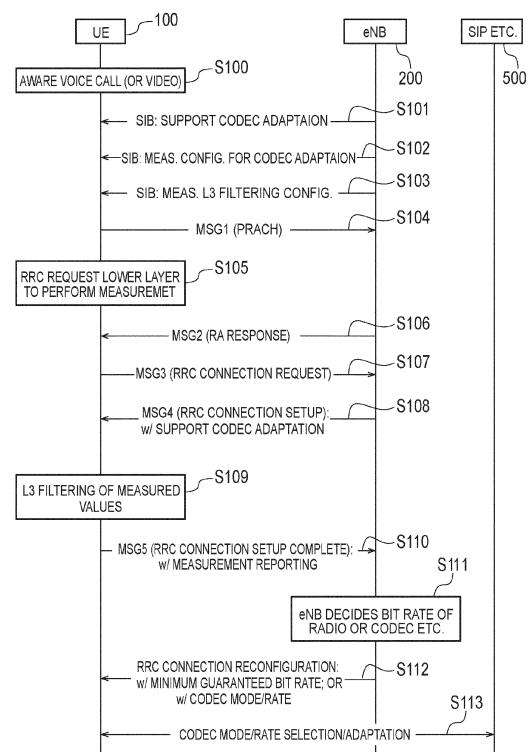 100
UE
eNB
SIP ETC.
200
500
S100
AWARE VOICE CALL (OR VIDEO)
S101
SIB: SUPPORT CODEC ADAPTAION
S102
SIB: MEAS. CONFIG. FOR CODEC ADAPTAION
S103
SIB: MEAS. L3 FILTERING CONFIG.
S104
MSG1 (PRACH)
S105
RRC REQUEST LOWER LAYER
TO PERFORM MEASUREMET
S106
MSG2 (RA RESPONSE)
S107
MSG3 (RRC CONNECTION REQUEST)
S108
MSG4 (RRC CONNECTION SETUP):
w/ SUPPORT CODEC ADAPTATION
S109
L3 FILTERING OF MEASURED
VALUES
S110
MSG5 (RRC CONNECTION SETUP COMPLETE):
w/ MEASUREMENT REPORTING
S111
eNB DECIDES BIT RATE OF
RADIO OR CODEC ETC.
RRC CONNECTION RECONFIGURATION:
S112
w/ MINIMUM GUARANTEED BIT RATE; OR
w/ CODEC MODE/RATE
S113
CODEC MODE/RATE SELECTION/ADAPTATION